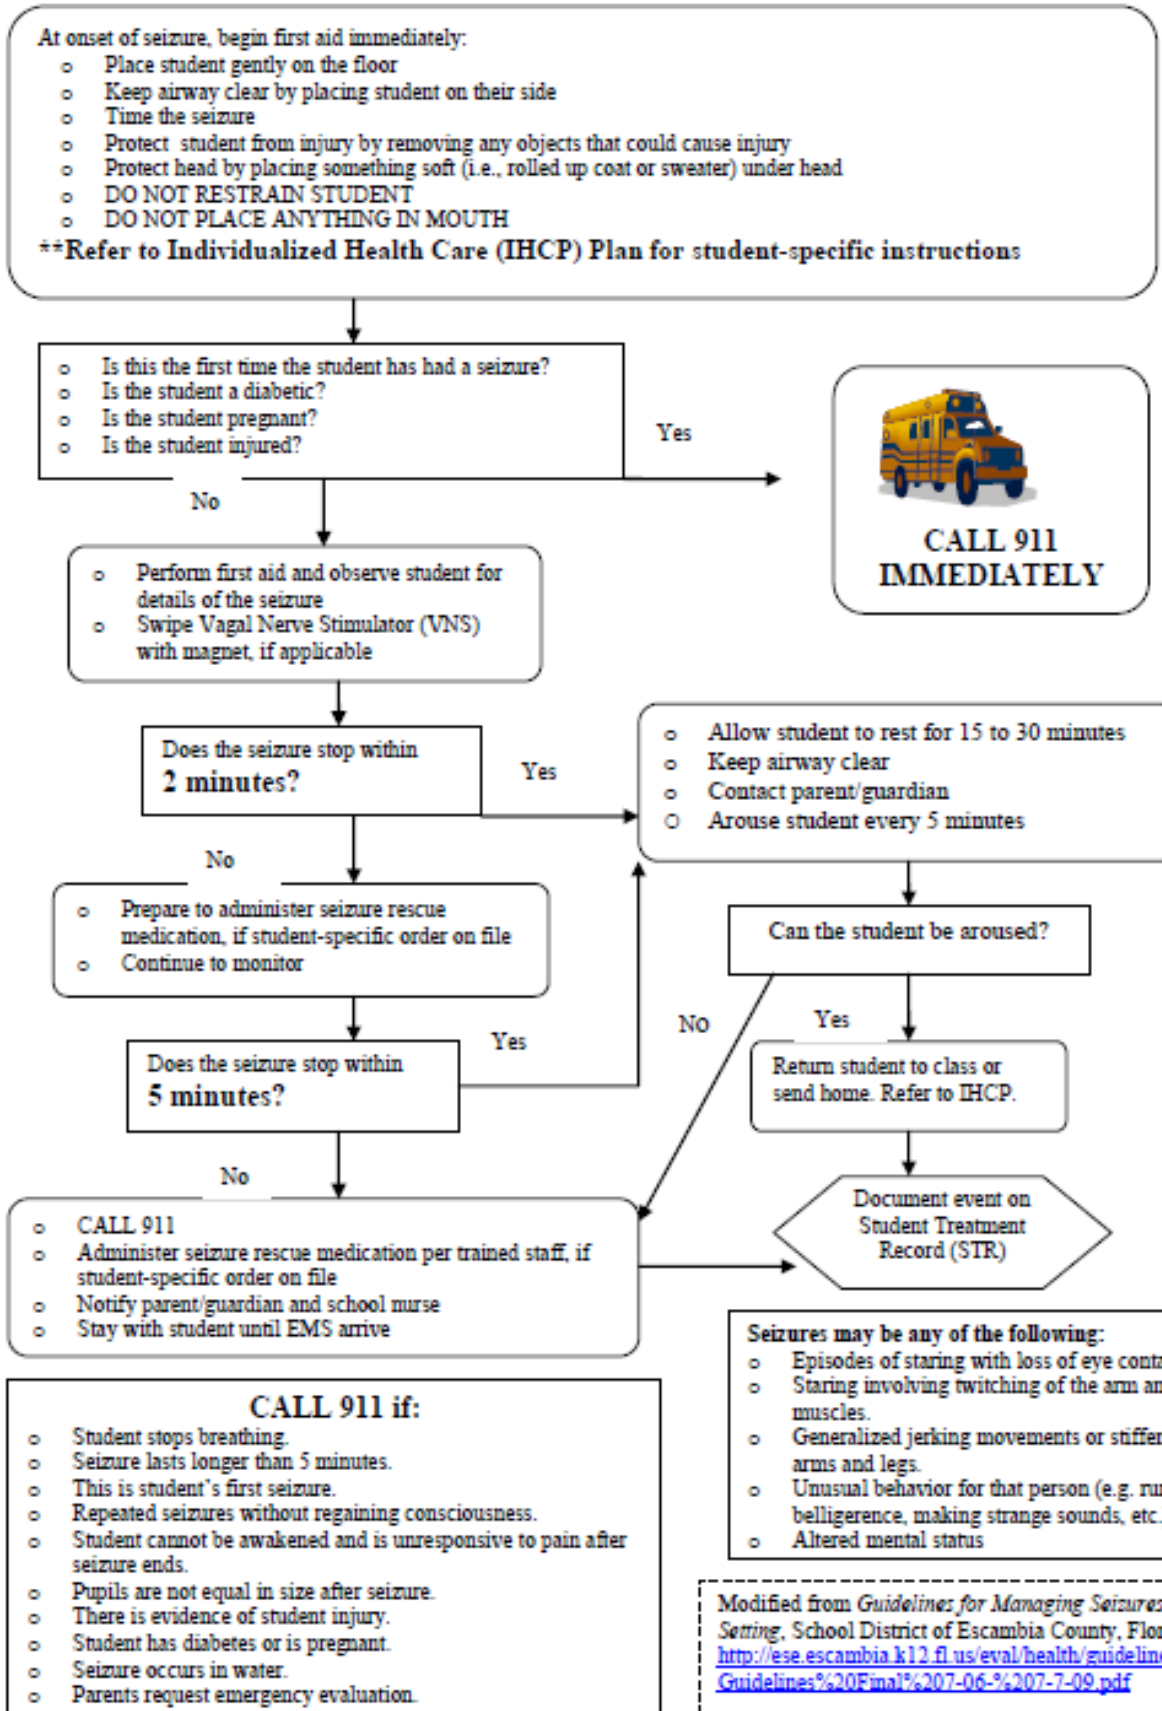 At onset of seizure, begin first aid immediately:
o Place student gently on the floor
o Keep airway clear by placing student on their side
o Time the seizure
o Protect student from injury by removing any objects that could cause injury
o Protect head by placing something soft (i.e., rolled up coat or sweater) under head
o DO NOT RESTRAIN STUDENT
o DO NOT PLACE ANYTHING IN MOUTH
**Refer to Individualized Health Care (IHCP) Plan for student-specific instructions
o Is this the first time the student has had a seizure?
o Is the student a diabetic?
o Is the student pregnant?
o Is the student injured?
Yes
No
CALL 911
IMMEDIATELY
o Perform first aid and observe student for
details of the seizure
o Swipe Vagal Nerve Stimulator (VNS)
with magnet, if applicable
Does the seizure stop within
2 minutes?
Yes
No
o Allow student to rest for 15 to 30 minutes
o Keep airway clear
o Contact parent/guardian
O Arouse student every 5 minutes
o Prepare to administer seizure rescue
medication, if student-specific order on file
o Continue to monitor
Can the student be aroused?
NO
Yes
Does the seizure stop within
5 minutes?
Yes
No
Return student to class or
send home. Refer to IHCP.
Document event on
Student Treatment
Record (STR)
o CALL 911
o Administer seizure rescue medication per trained staff, if
student-specific order on file
o Notify parent/guardian and school nurse
o Stay with student until EMS arrive
CALL 911 if:
o Student stops breathing.
o Seizure lasts longer than 5 minutes.
o This is student's first seizure.
o Repeated seizures without regaining consciousness.
o Student cannot be awakened and is unresponsive to pain after
seizure ends.
o Pupils are not equal in size after seizure.
o There is evidence of student injury.
o Student has diabetes or is pregnant.
o Seizure occurs in water.
o Parents request emergency evaluation.
Seizures may be any of the following:
o Episodes of staring with loss of eye
o Staring involving twitching of the arm
muscles.
o Generalized jerking movements or
arms and legs.
o Unusual behavior for that person (e.g.
belligerence, making strange sounds, etc.
o Altered mental status
Modified from Guidelines for Managing Seizures
Setting, School District of Escambia County,
http://ese.escambia.k12.fl.us/eval/health/guideline
Guidelines%20Final%207-06-%207-7-09.pdf